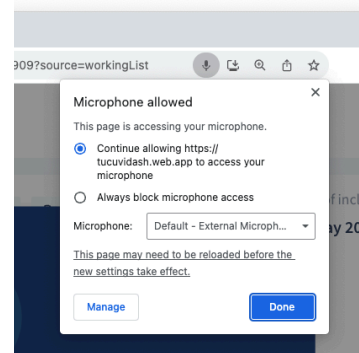 909?source=workingList
Microphone allowed
This page is accessing your microphone.
Continue allowing https://
tucuvidash.web.app to access your
microphone
Always block microphone access
of incl
Microphone:
Default - External Microph...
ay 20
This page may need to be reloaded before the
new settings take effect.
Manage
Done